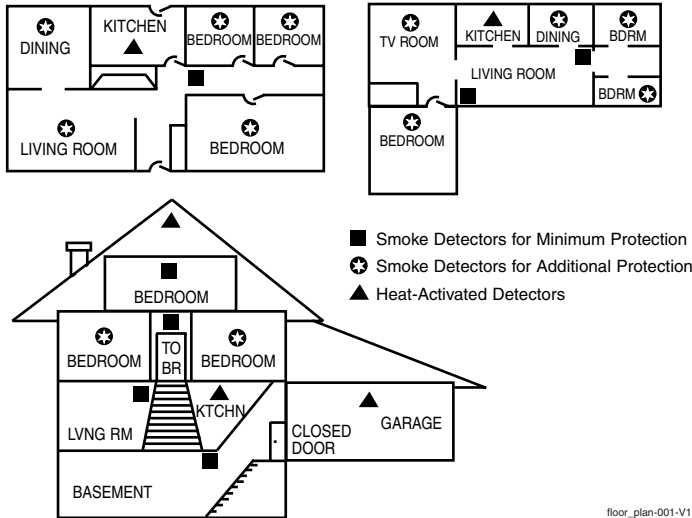 DINING
KITCHEN
BEDROOM
BEDROOM
LIVING ROOM
BEDROOM
TV ROOM
KITCHEN
DINING
BDRM
LIVING ROOM
BDRM
BEDROOM
Smoke Detectors for Minimum Protection
Smoke Detectors for Additional Protection
Heat-Activated Detectors
BEDROOM
BEDROOM
TO
BR
BEDROOM
LVNG RM
KTCHN
CLOSED
DOOR
GARAGE
BASEMENT
floor_plan-001-V1